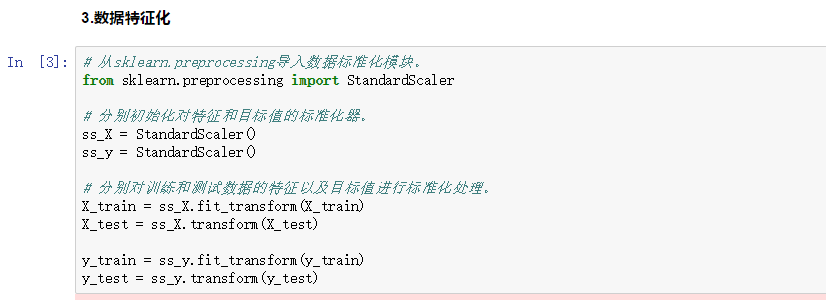 3.数据特征化
In [3]:
# 从sklearn.preprocessing导入数据标准化模块。
from sklearn.preprocessing import StandardScaler
# 分别初始化对特征和目标值的标准化器。
ss_X = StandardScaler()
ss_y = StandardScaler()
# 分别对训练和测试数据的特征以及目标值进行标准化处理。
X_train = ss_X.fit_transform(X_train)
X_test = ss_X.transform(X_test)
y_train = ss_y.fit_transform(y_train)
y_test = ss_y.transform(y_test)